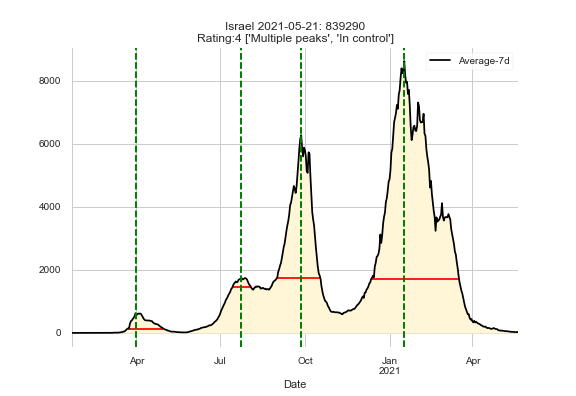 Israel 2021-05-21: 839290
Rating:4 ['Multiple peaks', 'In control']
Average-7d
8000
6000
4000
2000
0
Apr
Jul
Oct
Jan
2021
Apr
Date